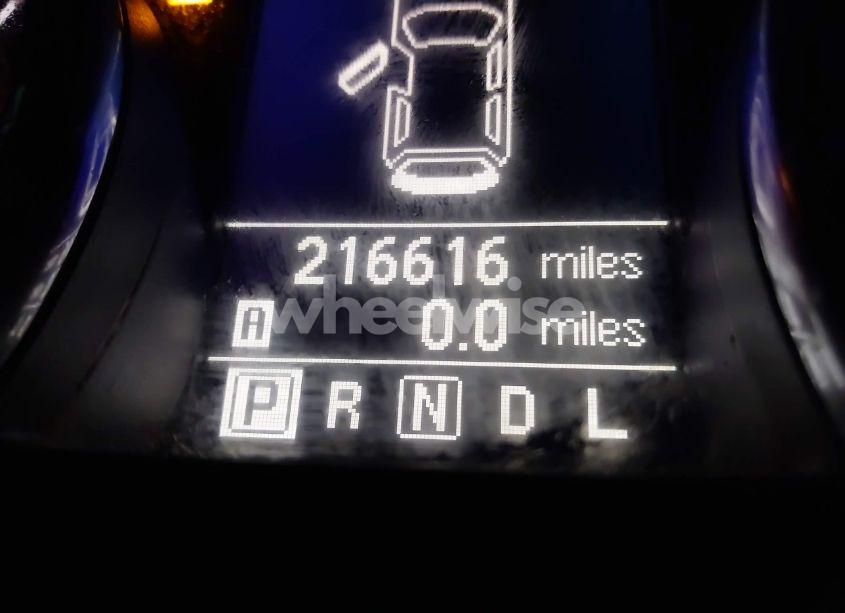 216616 miles
A 0.0 miles
wheelwise
P R N D L